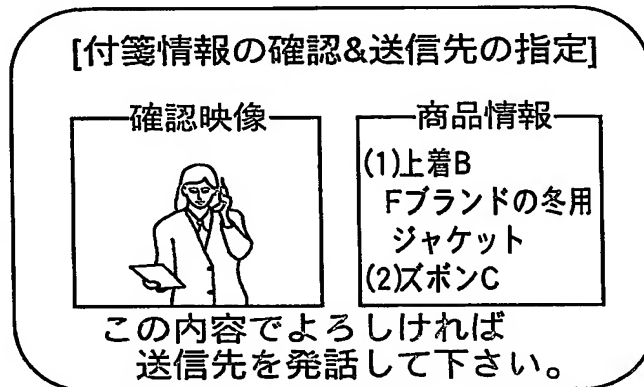 [付箋情報の確認&送信先の指定]
確認映像
商品情報
(1)上着B
Fブランドの冬用
ジャケット
(2)ズボンC
この内容でよろしければ
送信先を発話して下さい。